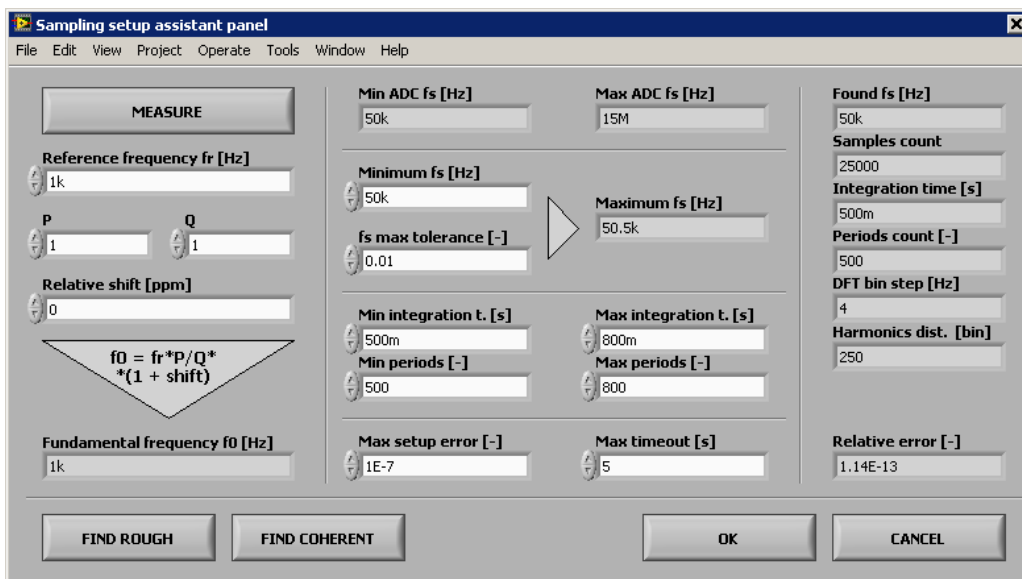 Sampling setup assistant panel
File Edit View Project Operate Tools Window Help
MEASURE
Reference frequency fr [Hz]
1k
P Q
1 1
Relative shift [ppm]
0
f0 = fr*P/Q*
*(1 + shift)
Fundamental frequency f0 [Hz]
1k
Min ADC fs [Hz] Max ADC fs [Hz]
50k 15M
Minimum fs [Hz]
50k
fs max tolerance [-]
0.01
Maximum fs [Hz]
50.5k
Min integration t. [s] Max integration t. [s]
500m 800m
Min periods [-] Max periods [-]
500 800
Max setup error [-] Max timeout [s]
1E-7 5
Found fs [Hz]
50k
Samples count
25000
Integration time [s]
500m
Periods count [-]
500
DFT bin step [Hz]
4
Harmonics dist. [bin]
250
Relative error [-]
1.14E-13
FIND ROUGH FIND COHERENT OK CANCEL